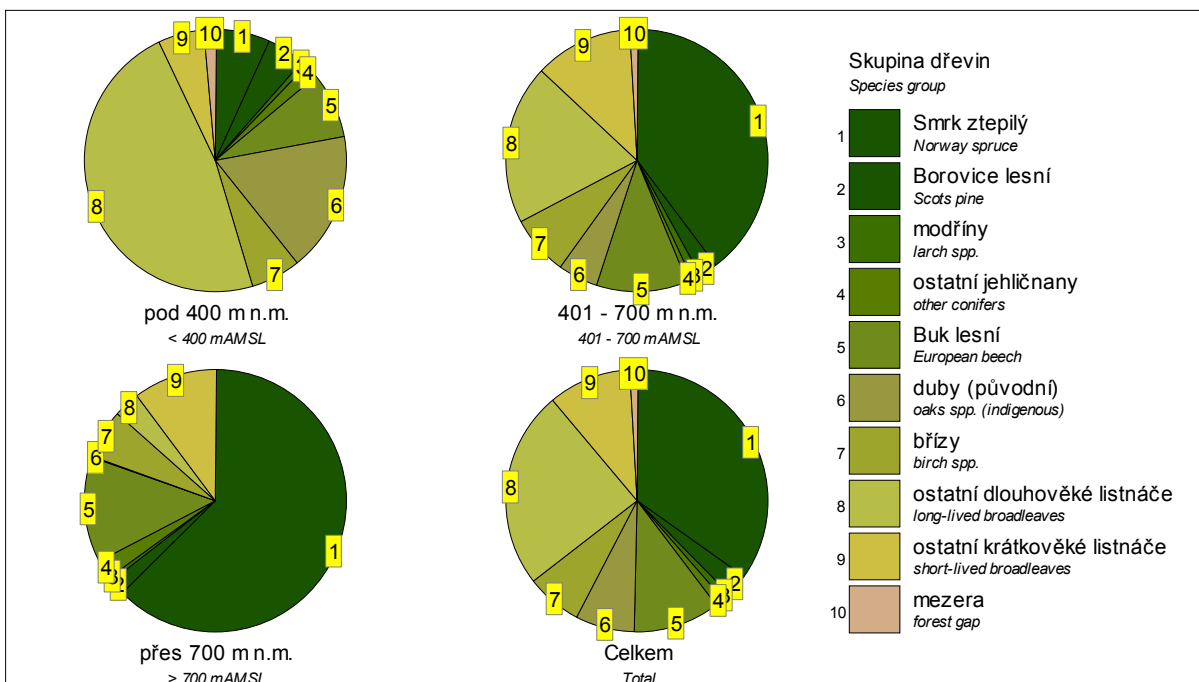 10
9
1
2
3
4
5
6
7
8
pod 400 m n.m.
< 400 mAMSL
10
9
1
8
7
6
5
4
3
2
401 - 700 m n.m.
401 - 700 mAMSL
9
8
7
6
5
4
3
2
1
přes 700 m n.m.
> 700 mAMSL
10
9
1
8
7
6
5
4
3
2
Celkem
Total
Skupina dřevin
Species group
1 Smrk ztepilý
Norway spruce
2 Borovice lesní
Scots pine
3 modříny
larch spp.
4 ostatní jehličnany
other conifers
5 Buk lesní
European beech
6 duby (původní)
oaks spp. (indigenous)
7 břízy
birch spp.
8 ostatní dlouhověké listnáče
long-lived broadleaves
9 ostatní krátkověké listnáče
short-lived broadleaves
10 mezera
forest gap